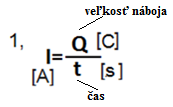 veľkosť náboja
1, I= Q [C]
[A] t [s]
čas